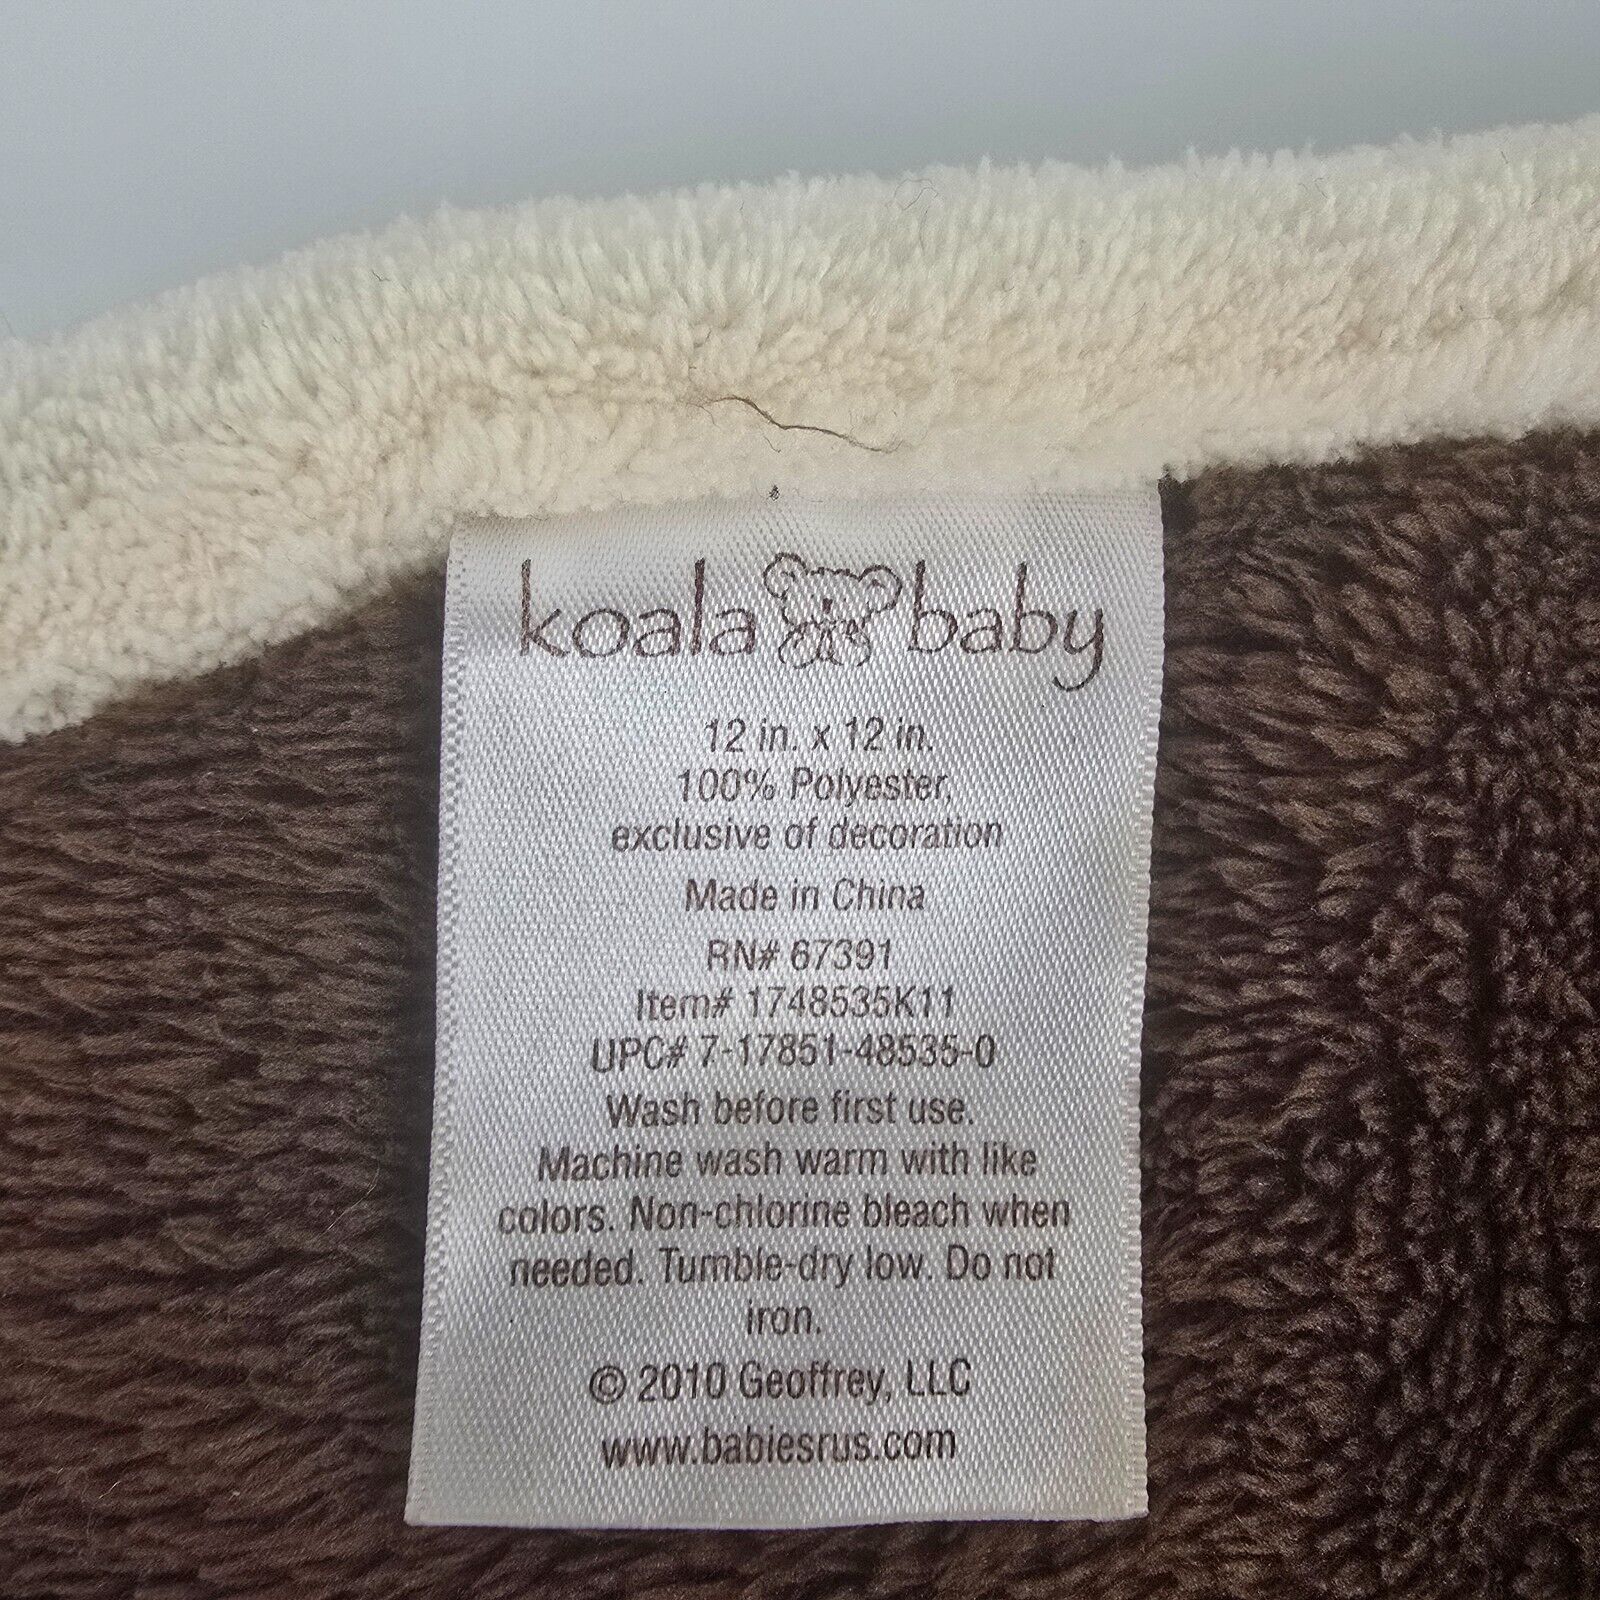 koala baby
12 in. x 12 in.
100% Polyester,
exclusive of decoration
Made in China
RN# 67391
Item# 1748535K11
UPC# 7-17851-48535-0
Wash before first use.
Machine wash warm with like
colors. Non-chlorine bleach when
needed. Tumble-dry low. Do not
iron.
© 2010 Geoffrey, LLC
www.babiesrus.com